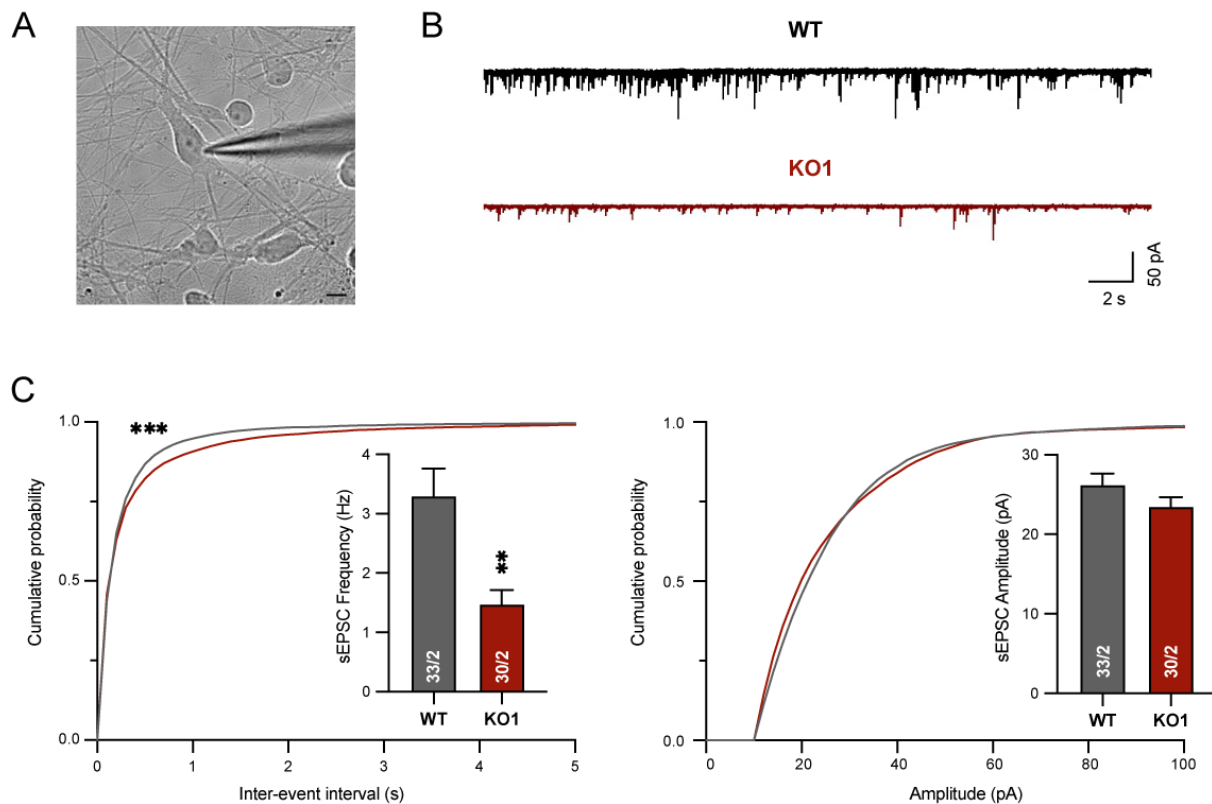 A
B
WT
KO1
50 pA
2 s
C
1.0
***
0.5
0.0
Cumulative probability
0
1
2
3
4
5
Inter-event interval (s)
4
3
2
1
0
sEPSC Frequency (Hz)
**
33/2
30/2
WT
KO1
1.0
0.5
0.0
Cumulative probability
0
20
40
60
80
100
Amplitude (pA)
30
20
10
0
sEPSC Amplitude (pA)
33/2
30/2
WT
KO1